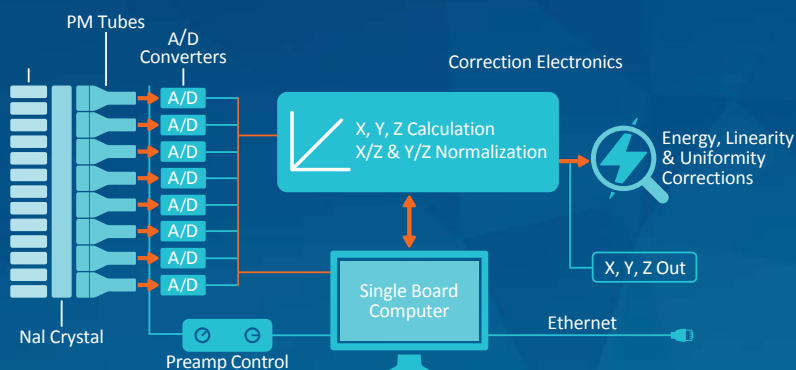 PM Tubes
A/D
Converters
Correction Electronics
A/D
A/D
A/D
A/D
A/D
A/D
A/D
A/D
X, Y, Z Calculation
X/Z & Y/Z Normalization
Energy, Linearity
& Uniformity
Corrections
X, Y, Z Out
Single Board
Computer
Ethernet
NaI Crystal
Preamp Control